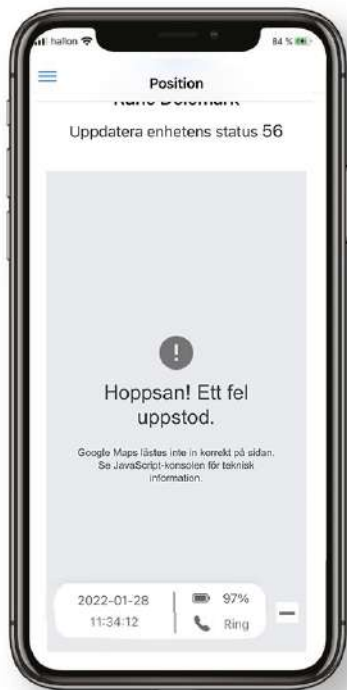 hallon 84 %
Position
Uppdatera enhetens status 56
!
Hoppsan! Ett fel
uppstod.
Google Maps lästes inte in korrekt på sidan.
Se JavaScript-konsolen för teknisk
information.
2022-01-28 97%
11:34:12 Ring